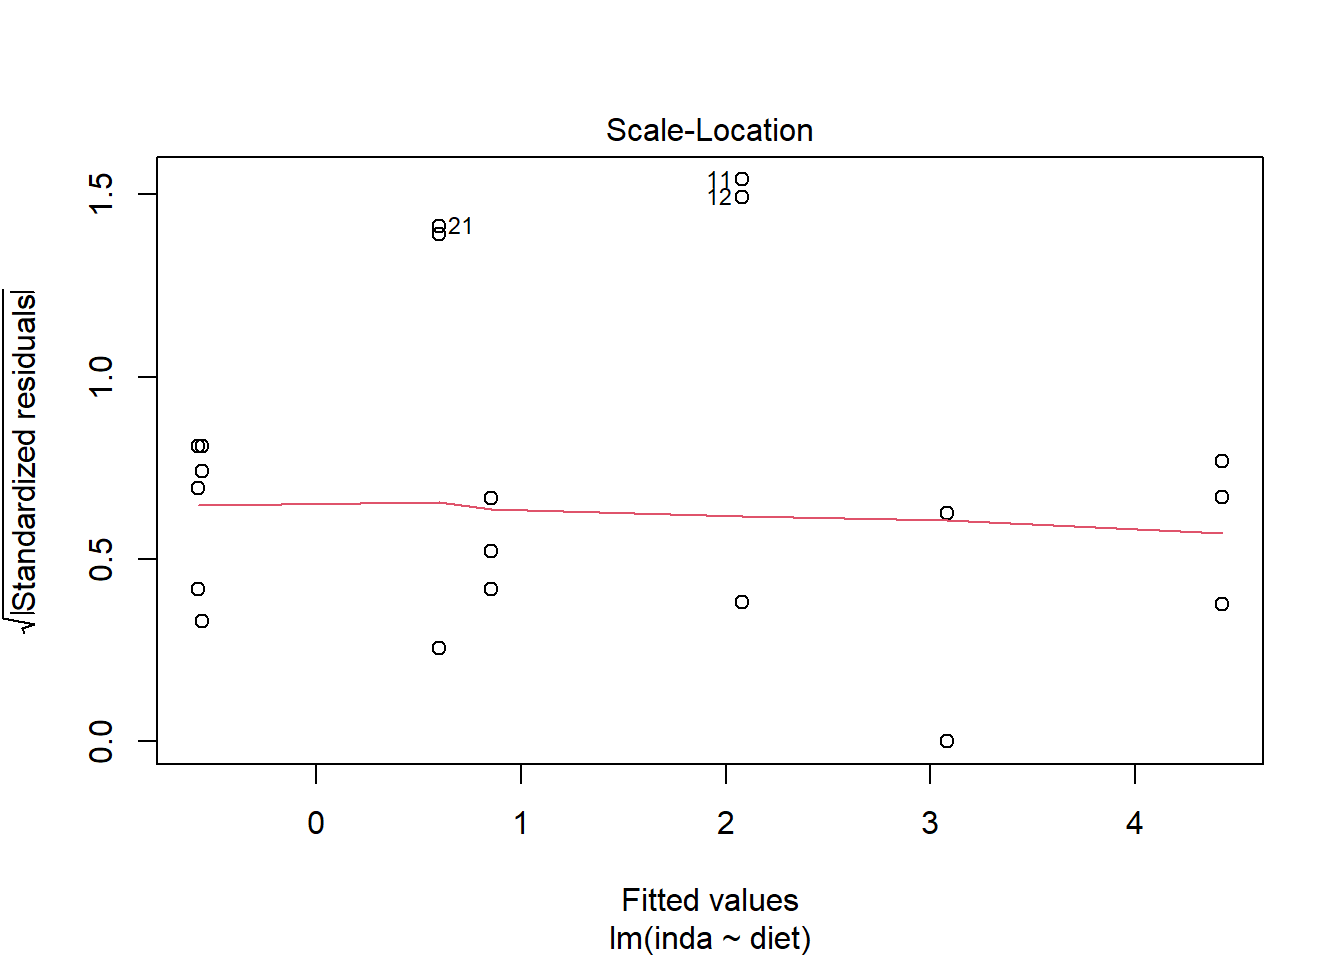 Scale-Location
√|Standardized residuals|
1.5
1.0
0.5
0.0
11
12
21
0 1 2 3 4
Fitted values
lm(inda ~ diet)